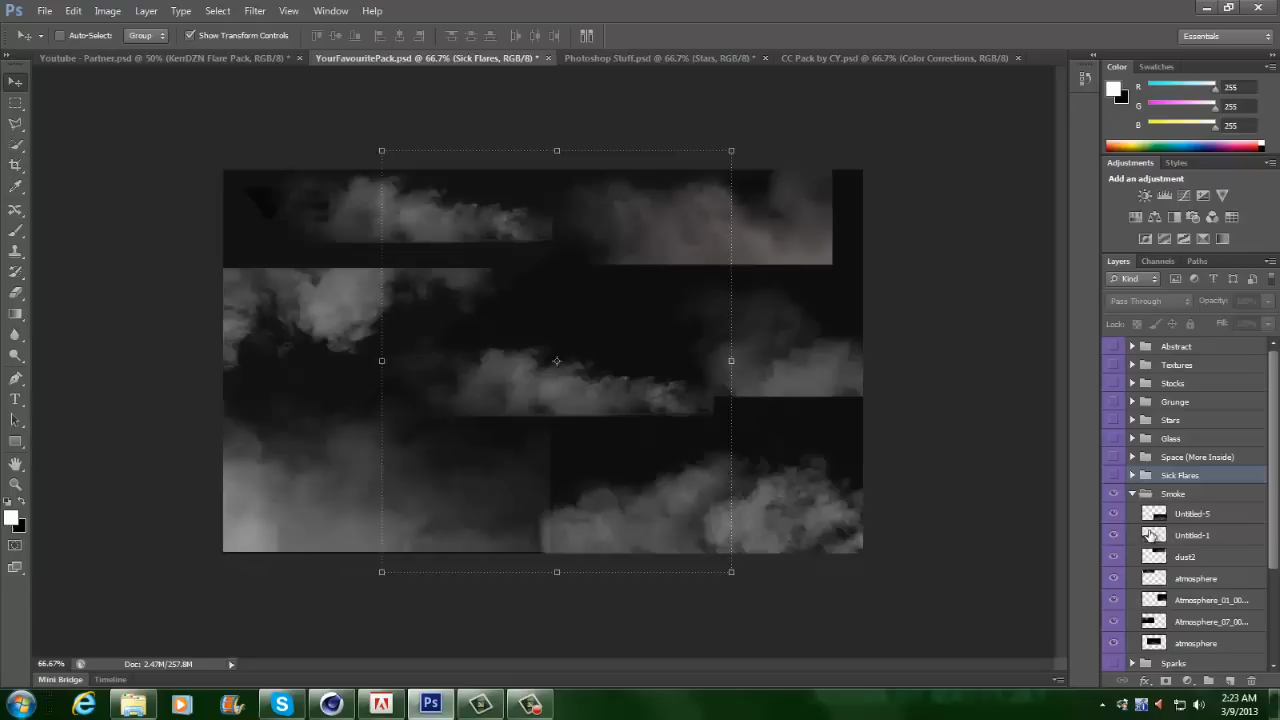 Ps File Edit Image Layer Type Select Filter View Window Help
Auto-Select: Group Show Transform Controls Essentials
Youtube - Partner.psd @ 50% (KerrDZN Flare Pack, RGB/8) * × YourFavouritePack.psd @ 66.7% (Sick Flares, RGB/8) * × Photoshop Stuff.psd @ 66.7% (Stars, RGB/8) * × CC Pack by CY.psd @ 66.7% (Color Corrections, RGB/8) ×
Color Swatches
R 255
G 255
B 255
Adjustments Styles
Add an adjustment
Layers Channels Paths
Kind
Pass Through Opacity: 100%
Lock: Fill: 100%
Abstract
Textures
Stocks
Grunge
Stars
Glass
Space (More Inside)
Sick Flares
Smoke
Untitled-5
Untitled-1
dust2
atmosphere
Atmosphere_01_00...
Atmosphere_07_00...
atmosphere
Sparks
66.67% Doc: 2.47M/257.8M
Mini Bridge Timeline
2:23 AM
3/9/2013